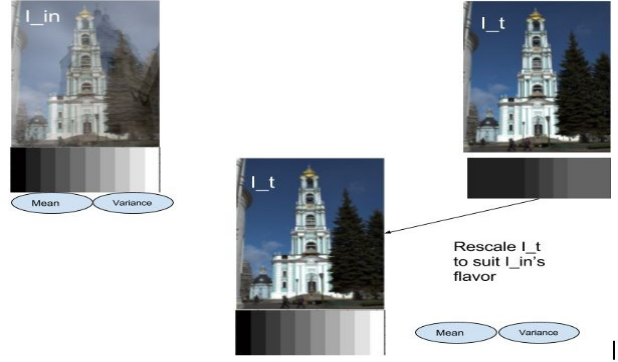 I_in
I_t
Mean
Variance
I_t
Rescale I_t
to suit I_in's
flavor
Mean
Variance